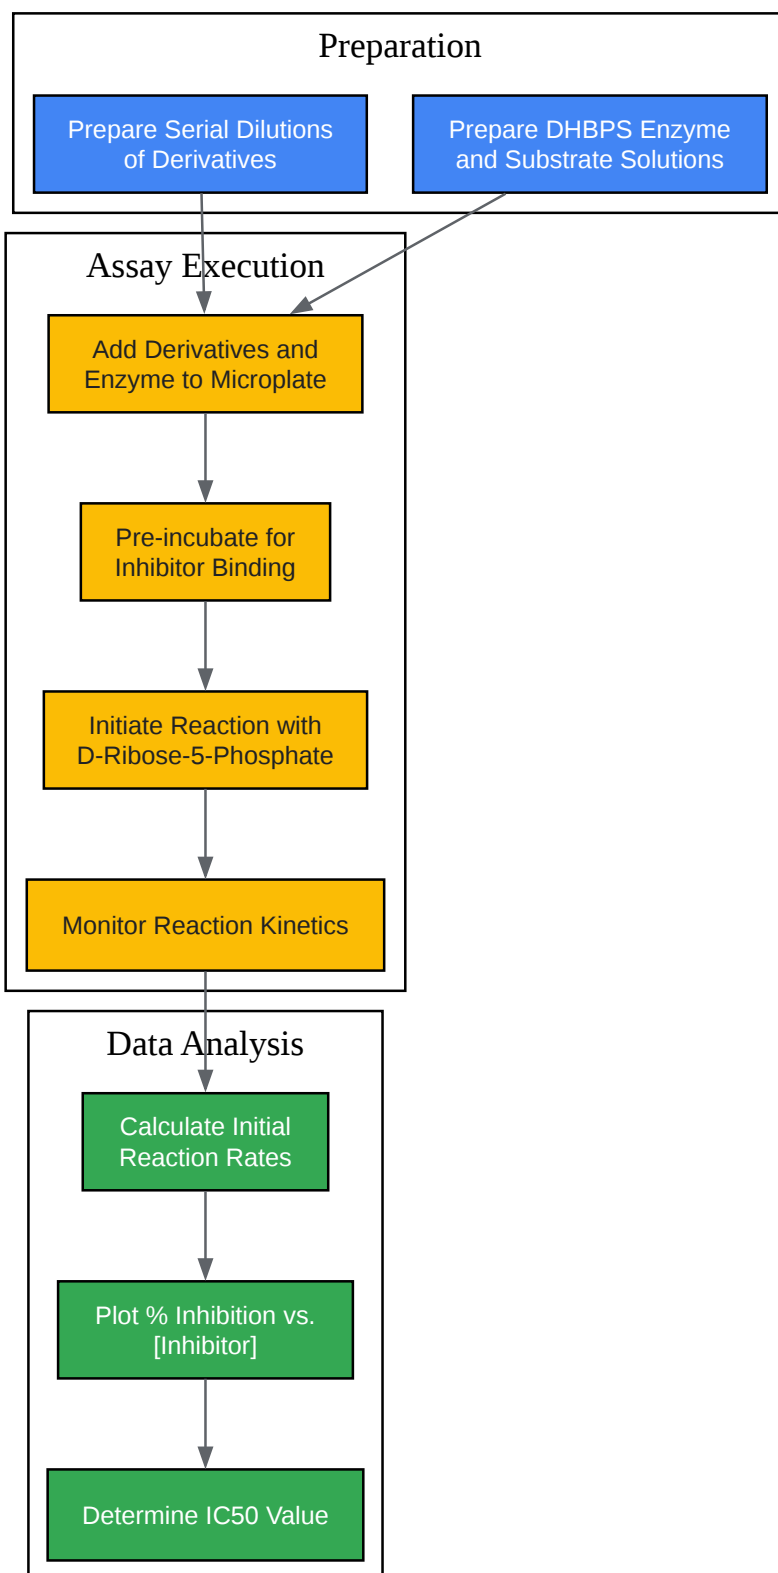 Preparation
Prepare Serial Dilutions
of Derivatives
Prepare DHBPS Enzyme
and Substrate Solutions
Assay Execution
Add Derivatives and
Enzyme to Microplate
Pre-incubate for
Inhibitor Binding
Initiate Reaction with
D-Ribose-5-Phosphate
Monitor Reaction Kinetics
Data Analysis
Calculate Initial
Reaction Rates
Plot % Inhibition vs.
[Inhibitor]
Determine IC50 Value